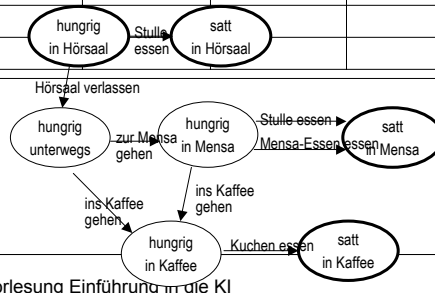 hungrig
in Hörsaal
Stulle
essen
satt
in Hörsaal
Hörsaal verlassen
hungrig
unterwegs
zur Mensa
gehen
hungrig
in Mensa
Stulle essen
Mensa-Essen essen
satt
in Mensa
ins Kaffee
gehen
ins Kaffee
gehen
hungrig
in Kaffee
Kuchen essen
satt
in Kaffee
orlesung Einführung in die KI